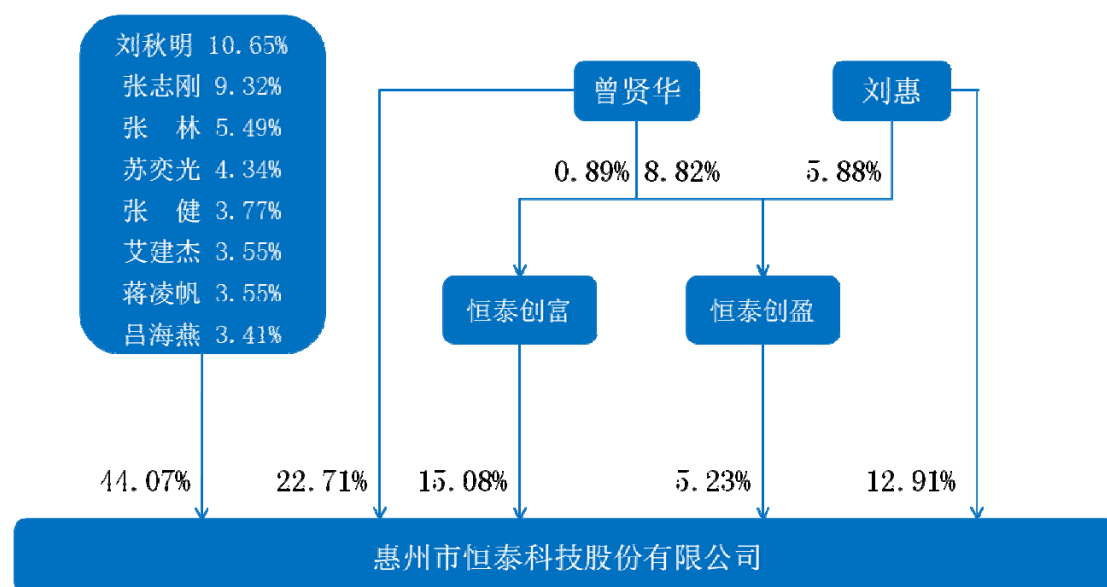 刘秋明 10.65%
张志刚 9.32%
张 林 5.49%
苏奕光 4.34%
张 健 3.77%
艾建杰 3.55%
蒋凌帆 3.55%
吕海燕 3.41%
曾贤华
刘惠
0.89% 8.82%
5.88%
恒泰创富
恒泰创盈
44.07%
22.71%
15.08%
5.23%
12.91%
惠州市恒泰科技股份有限公司